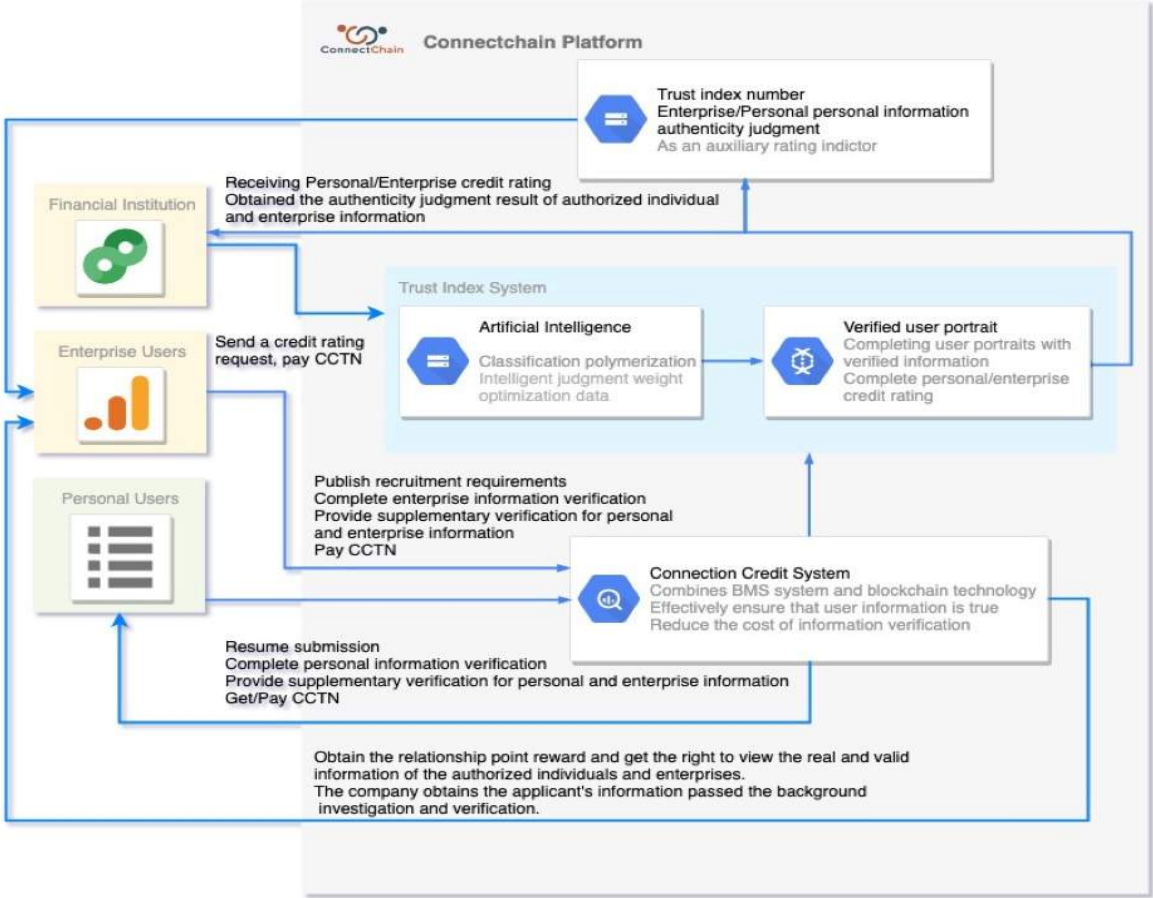 ConnectChain
Connectchain Platform
Trust index number
Enterprise/Personal personal information
authenticity judgment
As an auxiliary rating indictor
Receiving Personal/Enterprise credit rating
Obtained the authenticity judgment result of authorized individual
and enterprise information
Financial Institution
Trust Index System
Artificial Intelligence
Classification polymerization
Intelligent judgment weight
optimization data
Verified user portrait
Completing user portraits with
verified information
Complete personal/enterprise
credit rating
Send a credit rating
request, pay CCTN
Enterprise Users
Publish recruitment requirements
Complete enterprise information verification
Provide supplementary verification for personal
and enterprise information
Pay CCTN
Personal Users
Connection Credit System
Combines BMS system and blockchain technology
Effectively ensure that user information is true
Reduce the cost of information verification
Resume submission
Complete personal information verification
Provide supplementary verification for personal and enterprise information
Get/Pay CCTN
Obtain the relationship point reward and get the right to view the real and valid
information of the authorized individuals and enterprises.
The company obtains the applicant's information passed the background
investigation and verification.